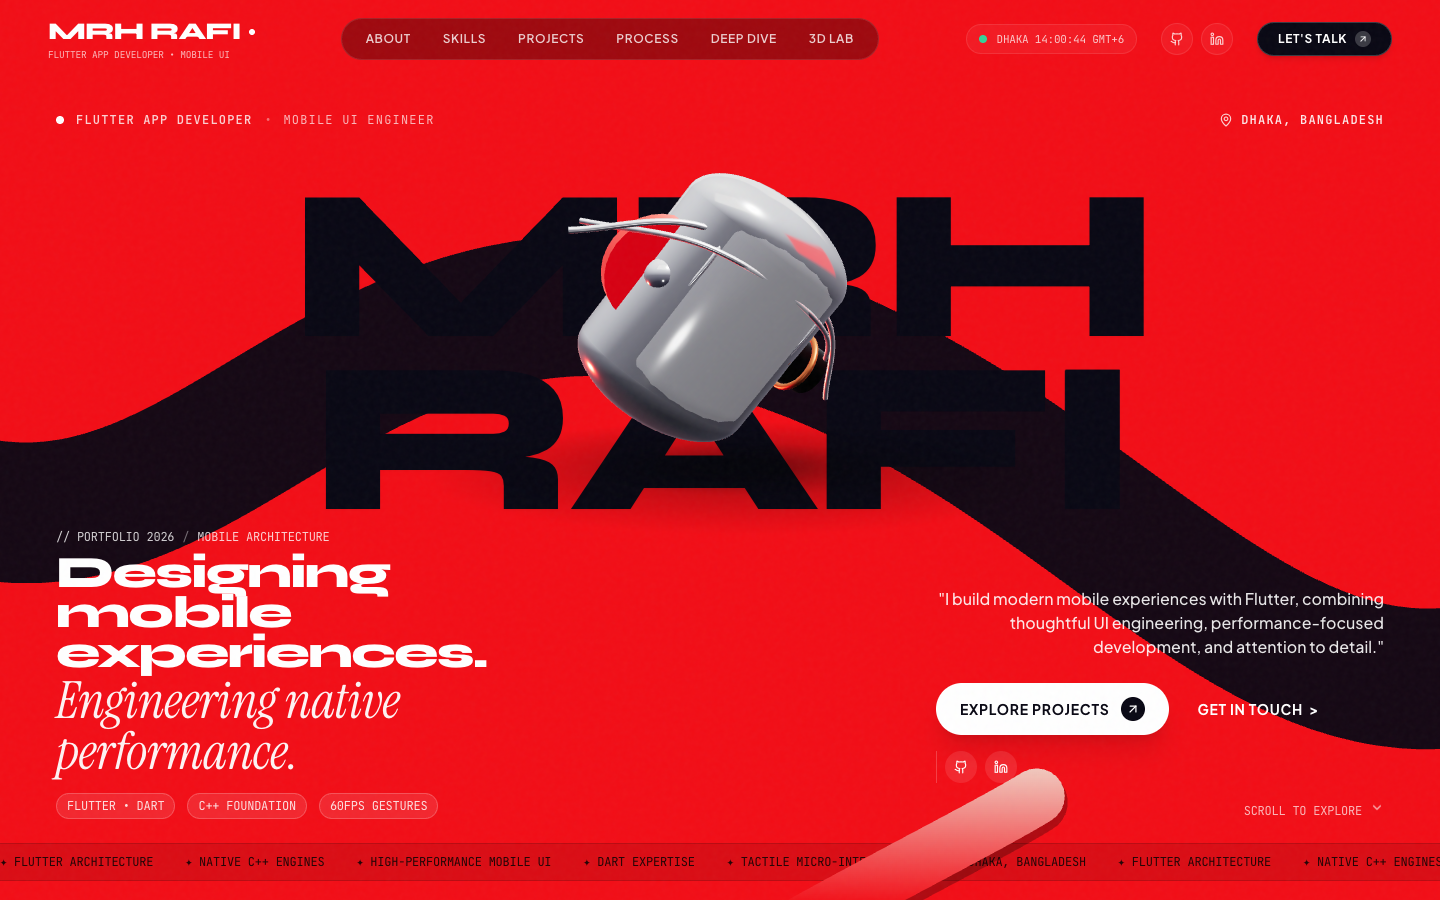 MRH RAFI
FLUTTER APP DEVELOPER • MOBILE UI
ABOUT
SKILLS
PROJECTS
PROCESS
DEEP DIVE
3D LAB
DHAKA 14:00:44 GMT+6
LET'S TALK
FLUTTER APP DEVELOPER • MOBILE UI ENGINEER
DHAKA, BANGLADESH
MRH
RAFI
// PORTFOLIO 2026 / MOBILE ARCHITECTURE
Designing
mobile
experiences.
Engineering native
performance.
"I build modern mobile experiences with Flutter, combining
thoughtful UI engineering, performance-focused
development, and attention to detail."
EXPLORE PROJECTS
GET IN TOUCH >
FLUTTER • DART
C++ FOUNDATION
60FPS GESTURES
SCROLL TO EXPLORE
✦ FLUTTER ARCHITECTURE ✦ NATIVE C++ ENGINES ✦ HIGH-PERFORMANCE MOBILE UI ✦ DART EXPERTISE ✦ TACTILE BANGLADESH ✦ FLUTTER ARCHITECTURE ✦ NATIVE C++ ENGINES